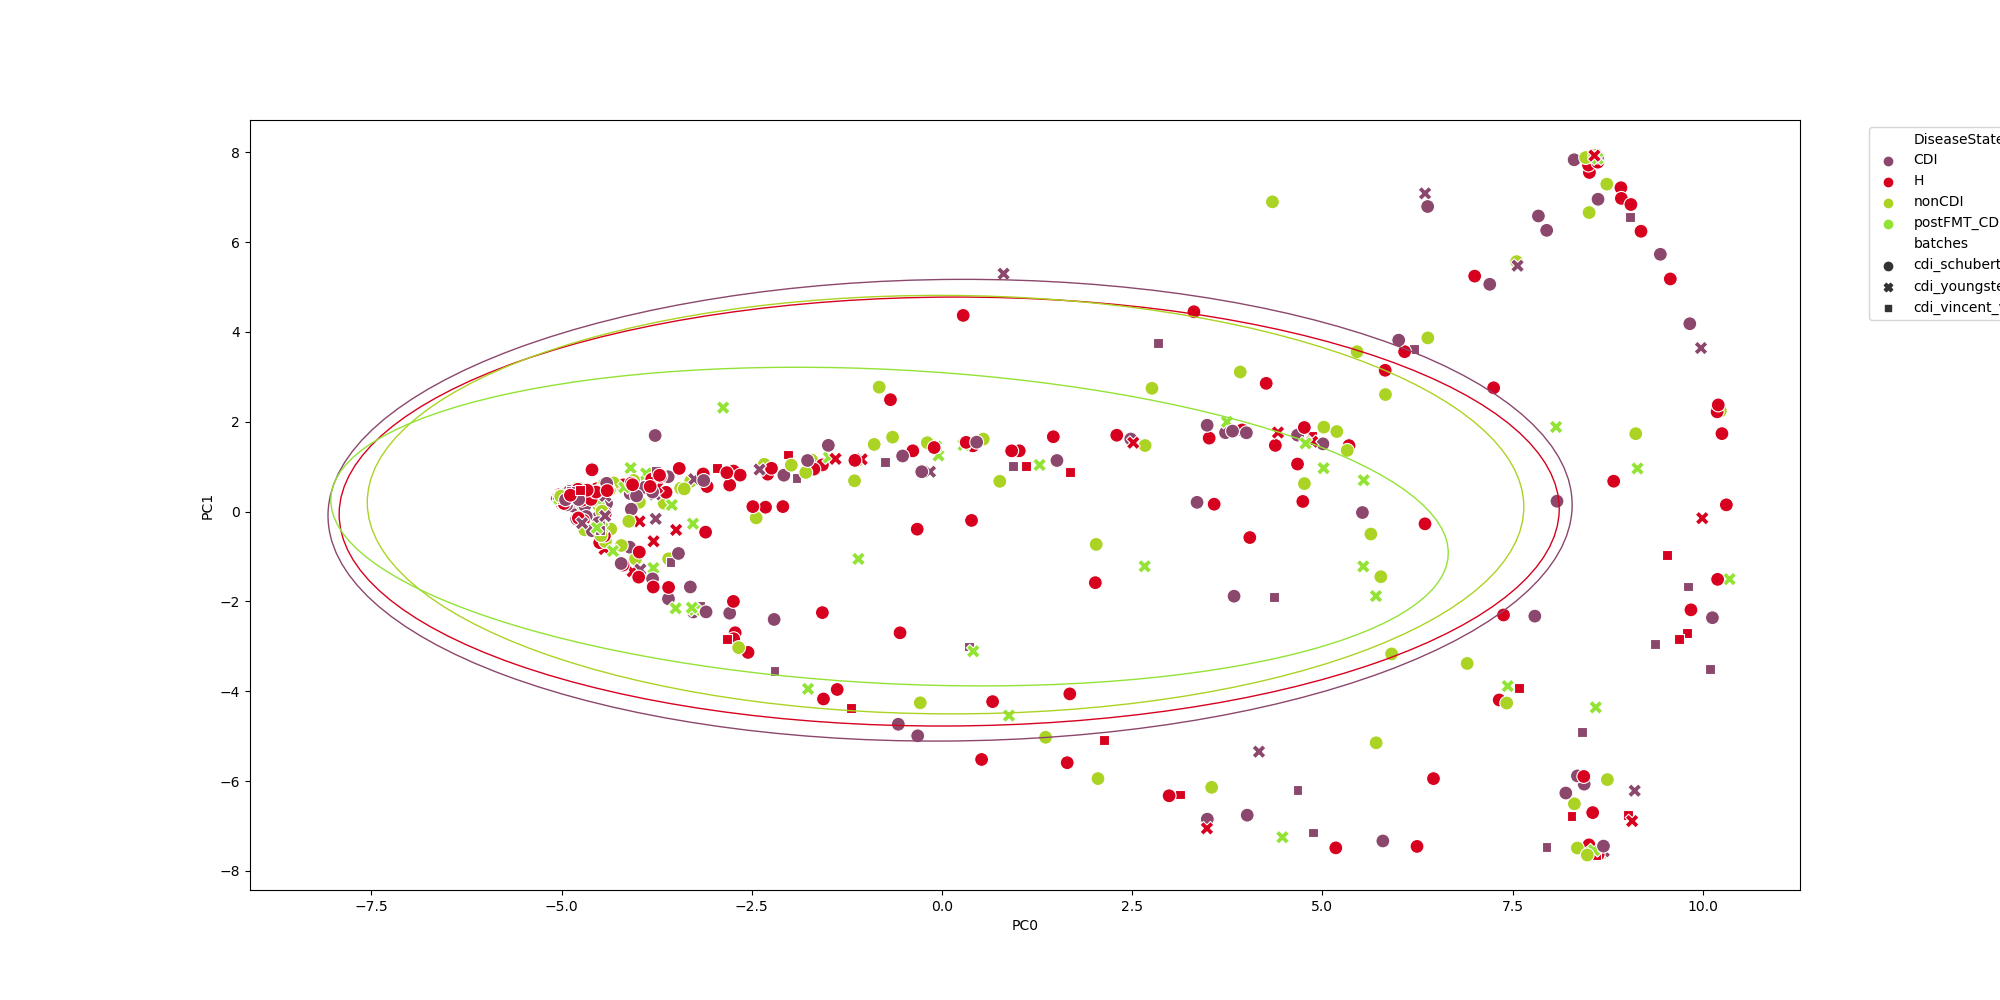 DiseaseState
CDI
H
nonCDI
postFMT_CD
batches
cdi_schubert
cdi_youngste
cdi_vincent_
8
6
4
2
0
−2
−4
−6
−8
PC1
−7.5 −5.0 −2.5 0.0 2.5 5.0 7.5 10.0
PC0